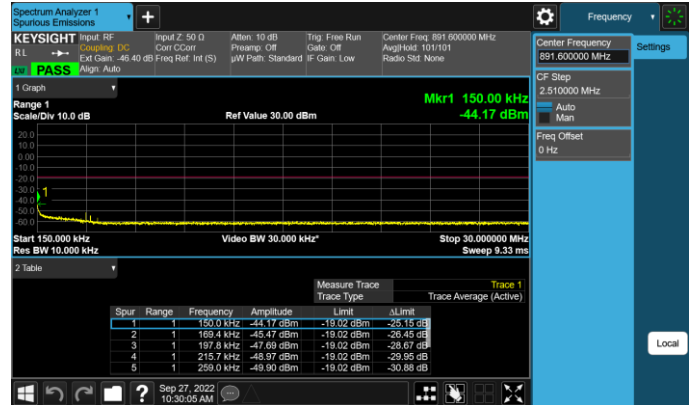 Spectrum Analyzer 1
Spurious Emissions
+
Frequency
KEYSIGHT Input: RF Input Z: 50 Ω Atten: 10 dB Trig: Free Run Center Freq: 891.600000 MHz
RL Coupling: DC Corr CCorr Preamp: Off Gate: Off Avg|Hold: 101/101
Ext Gain: -46.40 dB Freq Ref: Int (S) µW Path: Standard IF Gain: Low Radio Std: None
LXI PASS Align: Auto
Center Frequency
891.600000 MHz
Settings
CF Step
2.510000 MHz
Auto
Man
Freq Offset
0 Hz
1 Graph
Range 1
Mkr1 150.00 kHz
Scale/Div 10.0 dB Ref Value 30.00 dBm -44.17 dBm
20.0
10.0
0.00
-10.0
-20.0
-30.0
1
-40.0
-50.0
-60.0
Start 150.000 kHz Video BW 30.000 kHz* Stop 30.000000 MHz
Res BW 10.000 kHz Sweep 9.33 ms
2 Table
Measure Trace Trace 1
Trace Type Trace Average (Active)
Spur Range Frequency Amplitude Limit ΔLimit
1 1 150.0 kHz -44.17 dBm -19.02 dBm -25.15 dB
2 1 169.4 kHz -45.47 dBm -19.02 dBm -26.45 dB
3 1 197.8 kHz -47.69 dBm -19.02 dBm -28.67 dB
4 1 215.7 kHz -48.97 dBm -19.02 dBm -29.95 dB
5 1 259.0 kHz -49.90 dBm -19.02 dBm -30.88 dB
Local
?
Sep 27, 2022
10:30:05 AM